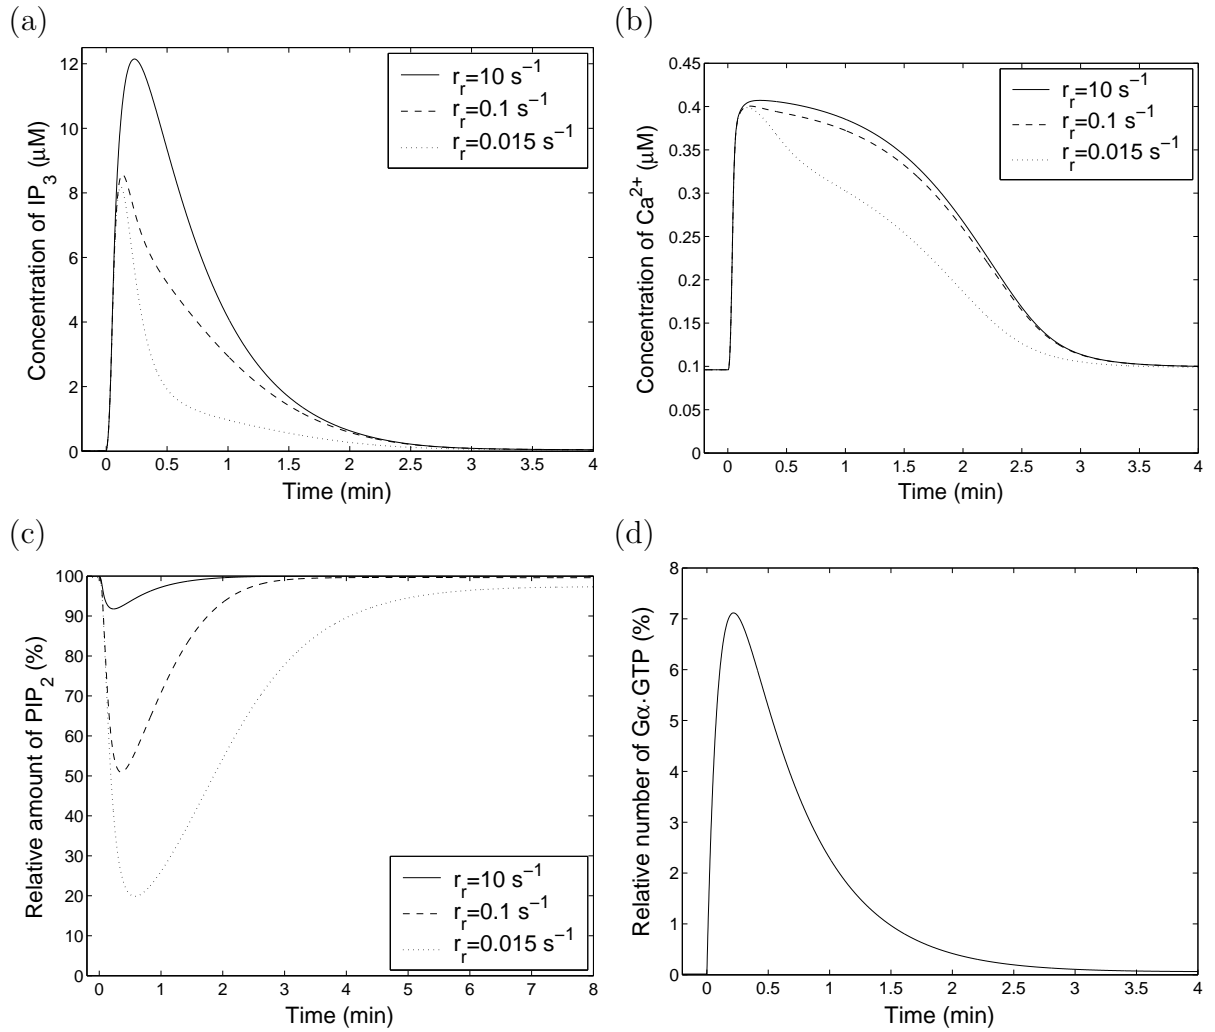 (a)
12
10
8
6
4
2
0
0 0.5 1 1.5 2 2.5 3 3.5 4
Concentration of IP3 (μM)
Time (min)
rr=10 s−1
rr=0.1 s−1
rr=0.015 s−1
(b)
0.45
0.4
0.35
0.3
0.25
0.2
0.15
0.1
0.05
0
0 0.5 1 1.5 2 2.5 3 3.5 4
Concentration of Ca2+ (μM)
Time (min)
rr=10 s−1
rr=0.1 s−1
rr=0.015 s−1
(c)
100
90
80
70
60
50
40
30
20
10
0
0 1 2 3 4 5 6 7 8
Relative amount of PIP2 (%)
Time (min)
rr=10 s−1
rr=0.1 s−1
rr=0.015 s−1
(d)
8
7
6
5
4
3
2
1
0
0 0.5 1 1.5 2 2.5 3 3.5 4
Relative number of Gα·GTP (%)
Time (min)